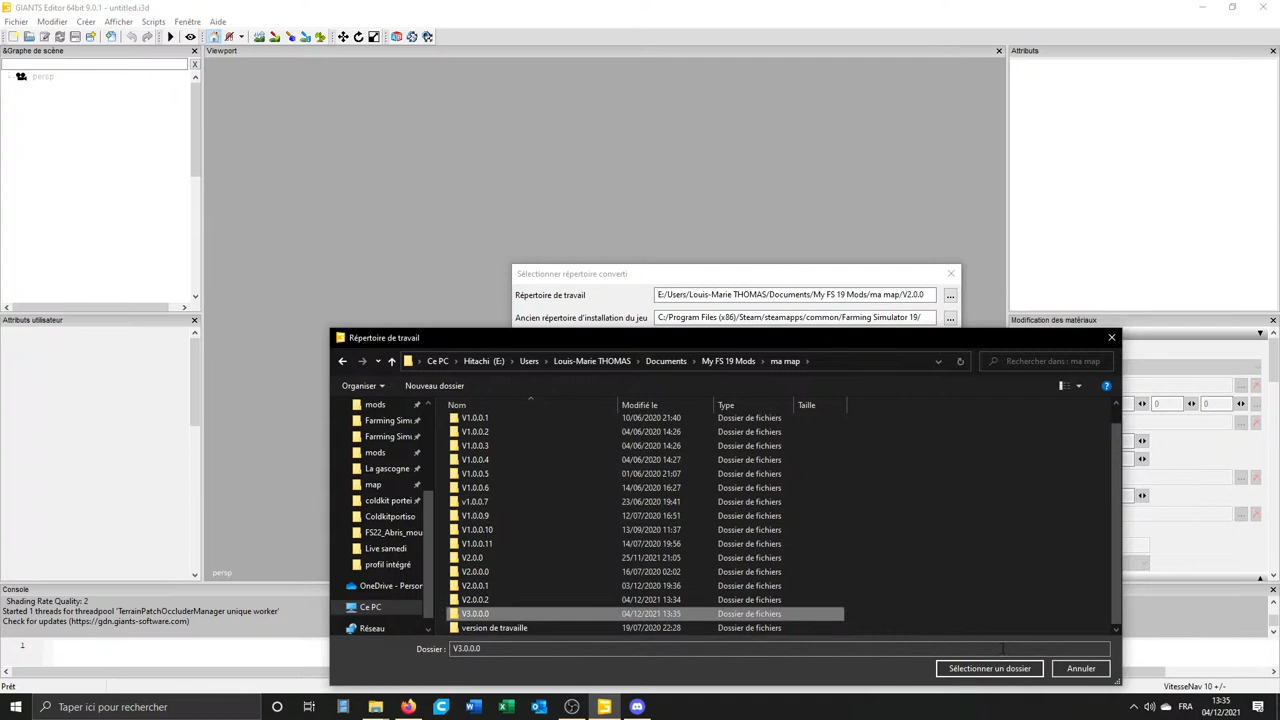 GIANTS Editor 64bit 9.0.1 - untitled.i3d
Fichier Modifier Créer Afficher Scripts Fenêtre Aide
&Graphe de scène
Viewport
Attributs
X
persp
Sélectionner répertoire converti
Répertoire de travail E:/Users/Louis-Marie THOMAS/Documents/My FS 19 Mods/ma map/V2.0.0 ...
Ancien répertoire d'installation du jeu C:/Program Files (x86)/Steam/steamapps/common/Farming Simulator 19/ ...
Attributs utilisateur
Modification des matériaux
Répertoire de travail
Ce PC > Hitachi (E:) > Users > Louis-Marie THOMAS > Documents > My FS 19 Mods > ma map >
Rechercher dans : ma map
Organiser Nouveau dossier
Nom Modifié le Type Taille
mods
Farming Simu
Farming Simu
mods
La gascogne
map
coldkit portei
Coldkitportiso
FS22_Abris_mou
Live samedi
profil intégré
OneDrive - Person
Ce PC
Réseau
V1.0.0.1 10/06/2020 21:40 Dossier de fichiers
V1.0.0.2 04/06/2020 14:26 Dossier de fichiers
V1.0.0.3 04/06/2020 14:26 Dossier de fichiers
V1.0.0.4 04/06/2020 14:27 Dossier de fichiers
V1.0.0.5 01/06/2020 21:07 Dossier de fichiers
V1.0.0.6 14/06/2020 16:27 Dossier de fichiers
v1.0.0.7 23/06/2020 19:41 Dossier de fichiers
V1.0.0.9 12/07/2020 16:51 Dossier de fichiers
V1.0.0.10 13/09/2020 11:37 Dossier de fichiers
V1.0.0.11 14/07/2020 19:56 Dossier de fichiers
V2.0.0 25/11/2021 21:05 Dossier de fichiers
V2.0.0.0 16/07/2020 02:02 Dossier de fichiers
V2.0.0.1 03/12/2020 19:36 Dossier de fichiers
V2.0.0.2 04/12/2021 13:34 Dossier de fichiers
V3.0.0.0 04/12/2021 13:35 Dossier de fichiers
version de travaille 19/07/2020 22:28 Dossier de fichiers
0 0
Dossier : V3.0.0.0
Sélectionner un dossier Annuler
persp
Console
Shading Rate Quality: 2
Started 1 threads for threadpool 'TerrainPatchOccluderManager unique worker'
Check for updates (https://gdn.giants-software.com)
1
Prêt
VitesseNav 10 +/-
Taper ici pour rechercher
FRA
13:35
04/12/2021